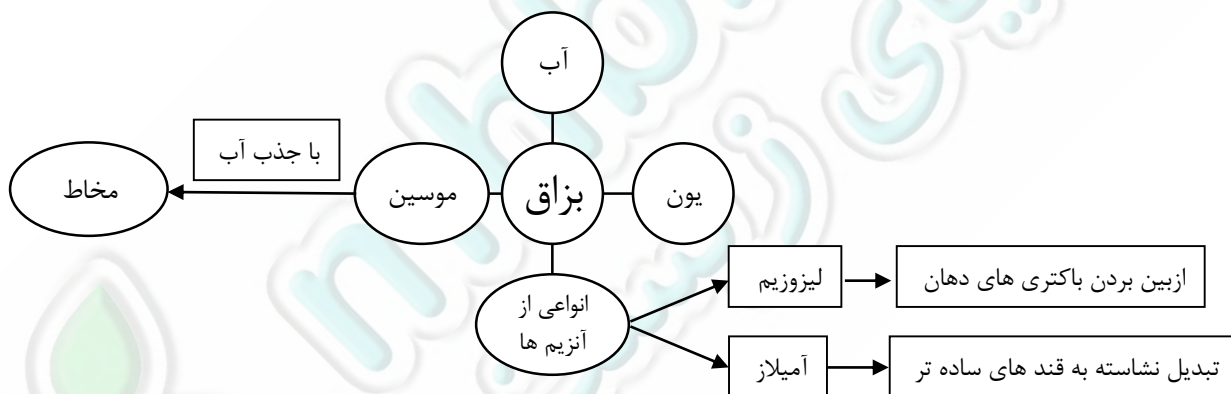 آب
با جذب آب
مخاط
موسین
بزاق
یون
انواعی از
آنزیم ها
لیزوزیم
ازبین بردن باکتری های دهان
آمیلاز
تبدیل نشاسته به قند های ساده تر